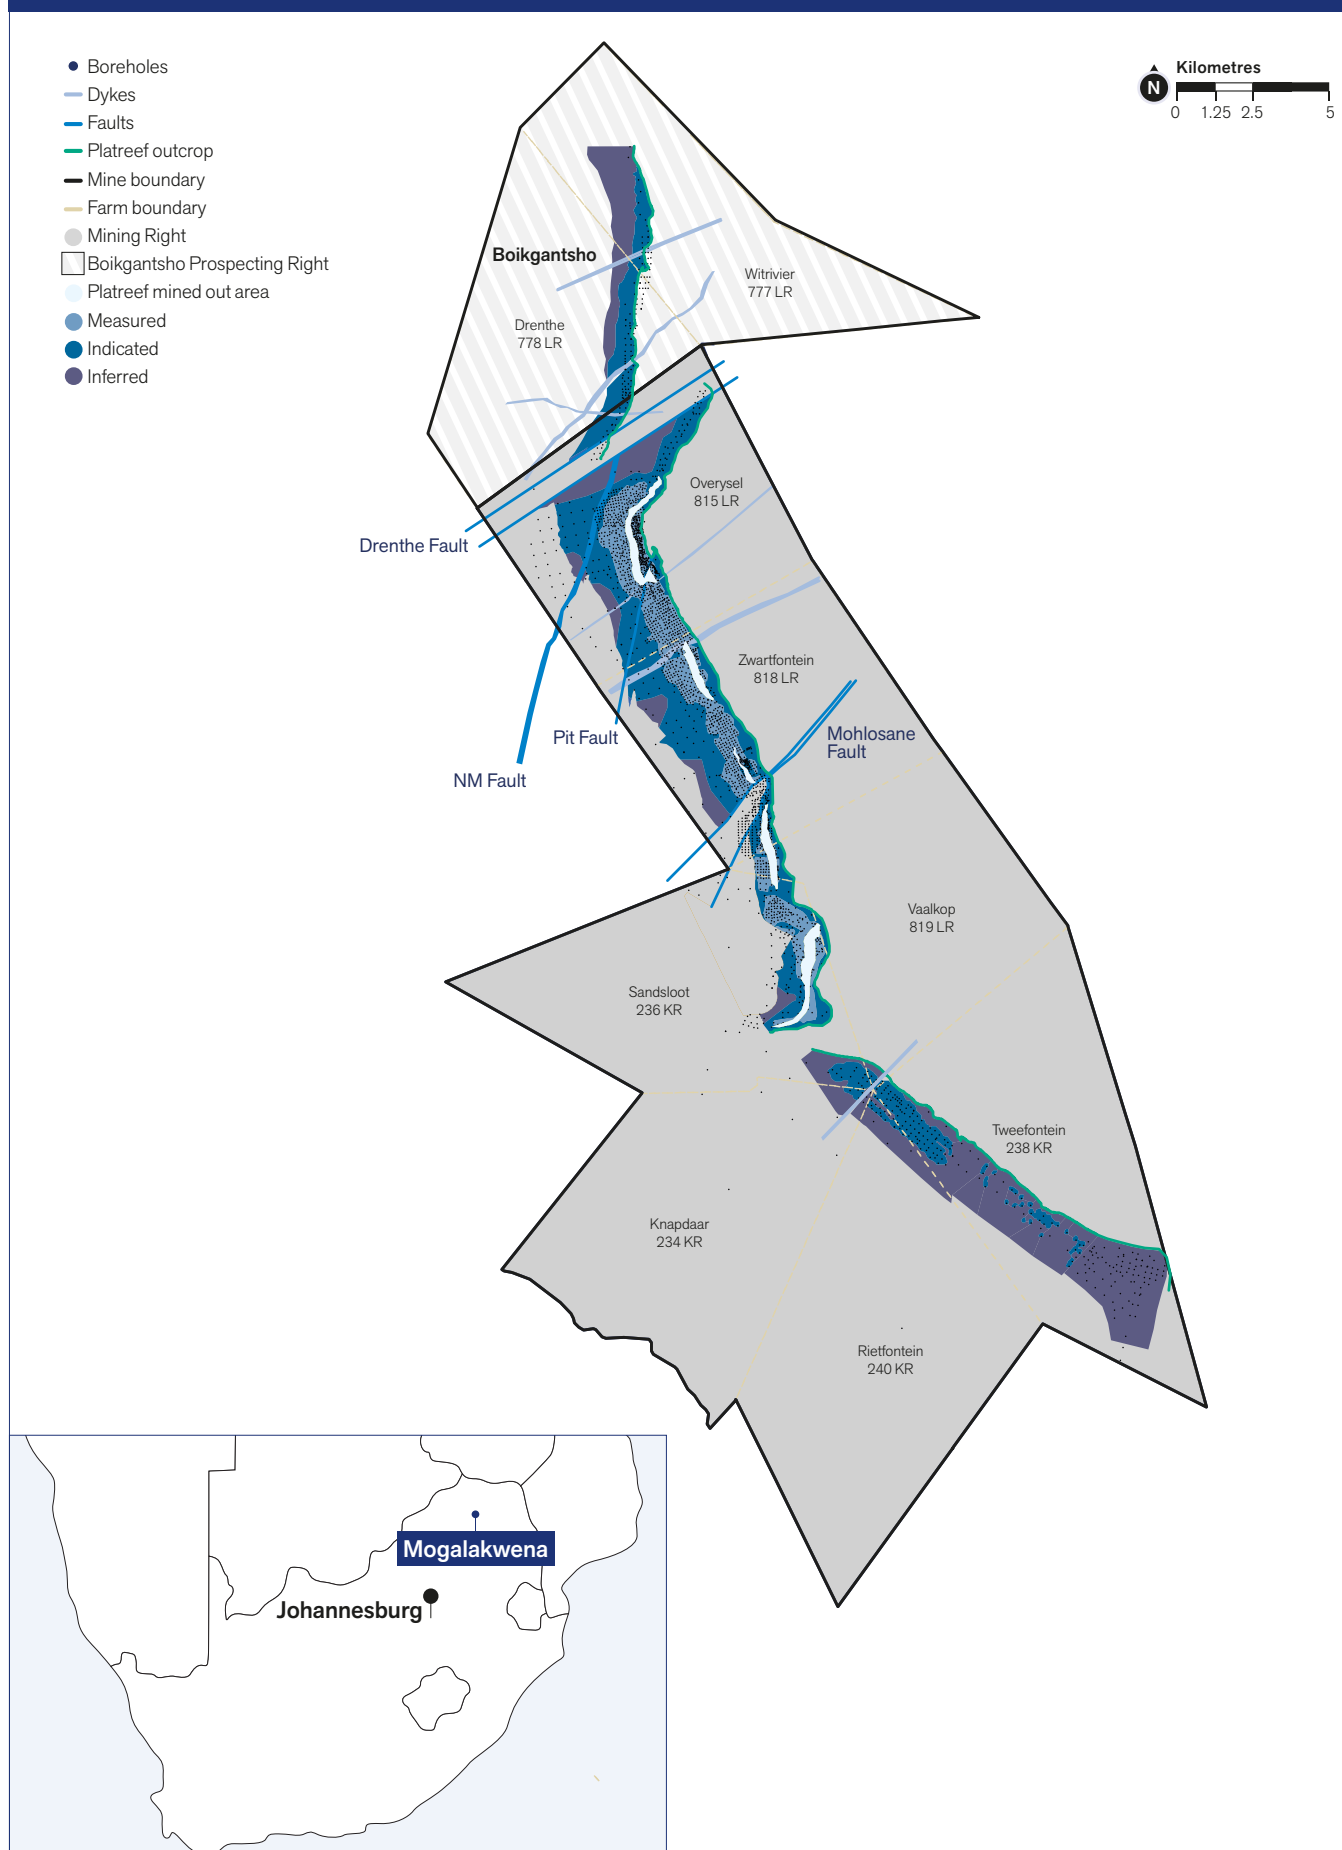 Boreholes
Dykes
Faults
Platreef outcrop
Mine boundary
Farm boundary
Mining Right
Boikgantsho Prospecting Right
Platreef mined out area
Measured
Indicated
Inferred
Kilometres
N
0 1.25 2.5 5
Boikgantsho
Witrivier
777 LR
Drenthe
778 LR
Overysel
815 LR
Drenthe Fault
Zwartfontein
818 LR
Pit Fault
Mohlosane
Fault
NM Fault
Vaalkop
819 LR
Sandsloot
236 KR
Tweefontein
238 KR
Knapdaar
234 KR
Rietfontein
240 KR
Mogalakwena
Johannesburg